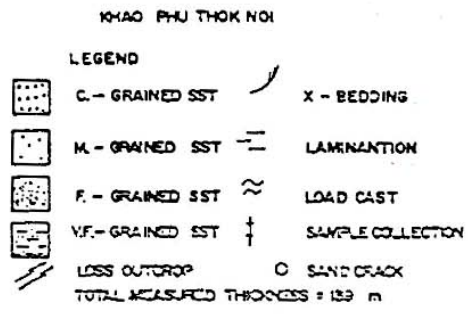 KHAO PHU THOK NOI
LEGEND
C.- GRAINED SST X - BEDDING
M. - GRAINED SST LAMINANTION
F. - GRAINED SST LOAD CAST
V.F.- GRAINED SST SAMPLE COLLECTION
LOSS OUTCROP SAND CRACK
TOTAL MEASURED THICKNESS = 139 m